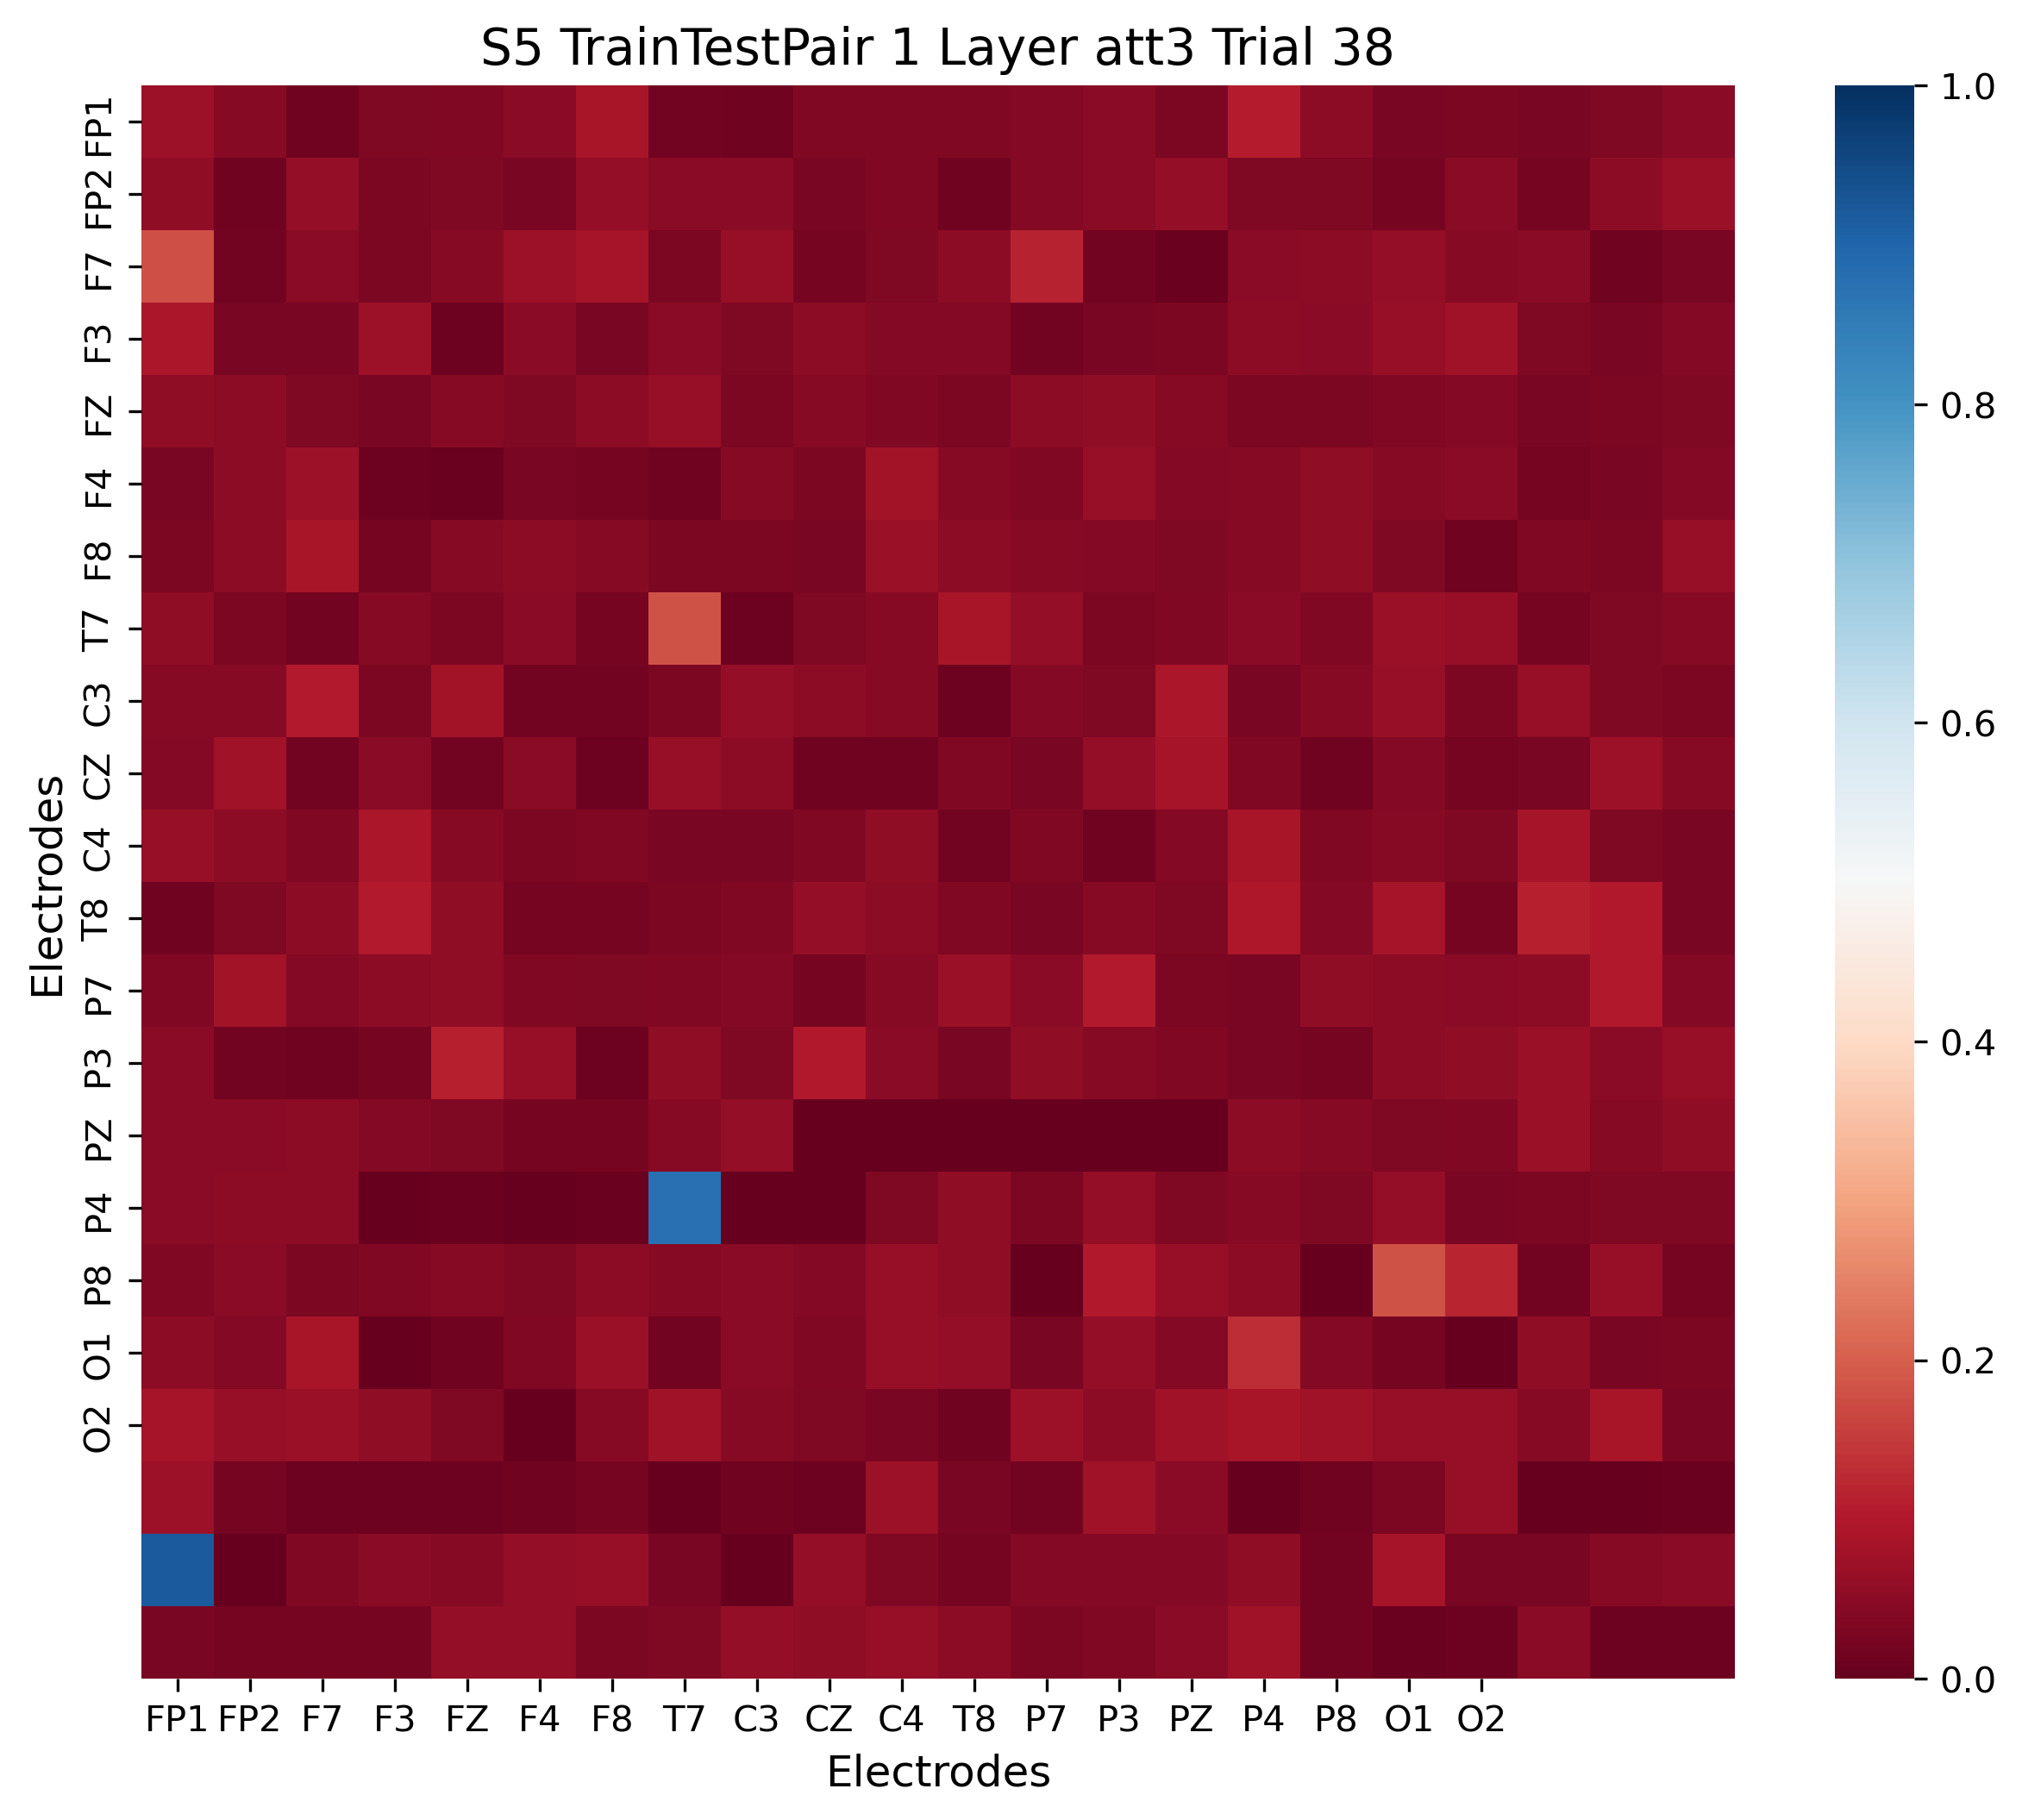 S5 TrainTestPair 1 Layer att3 Trial 38
Electrodes
FP1
FP2
F7
F3
FZ
F4
F8
T7
C3
CZ
C4
T8
P7
P3
PZ
P4
P8
O1
O2
FP1 FP2 F7 F3 FZ F4 F8 T7 C3 CZ C4 T8 P7 P3 PZ P4 P8 O1 O2
Electrodes
1.0
0.8
0.6
0.4
0.2
0.0